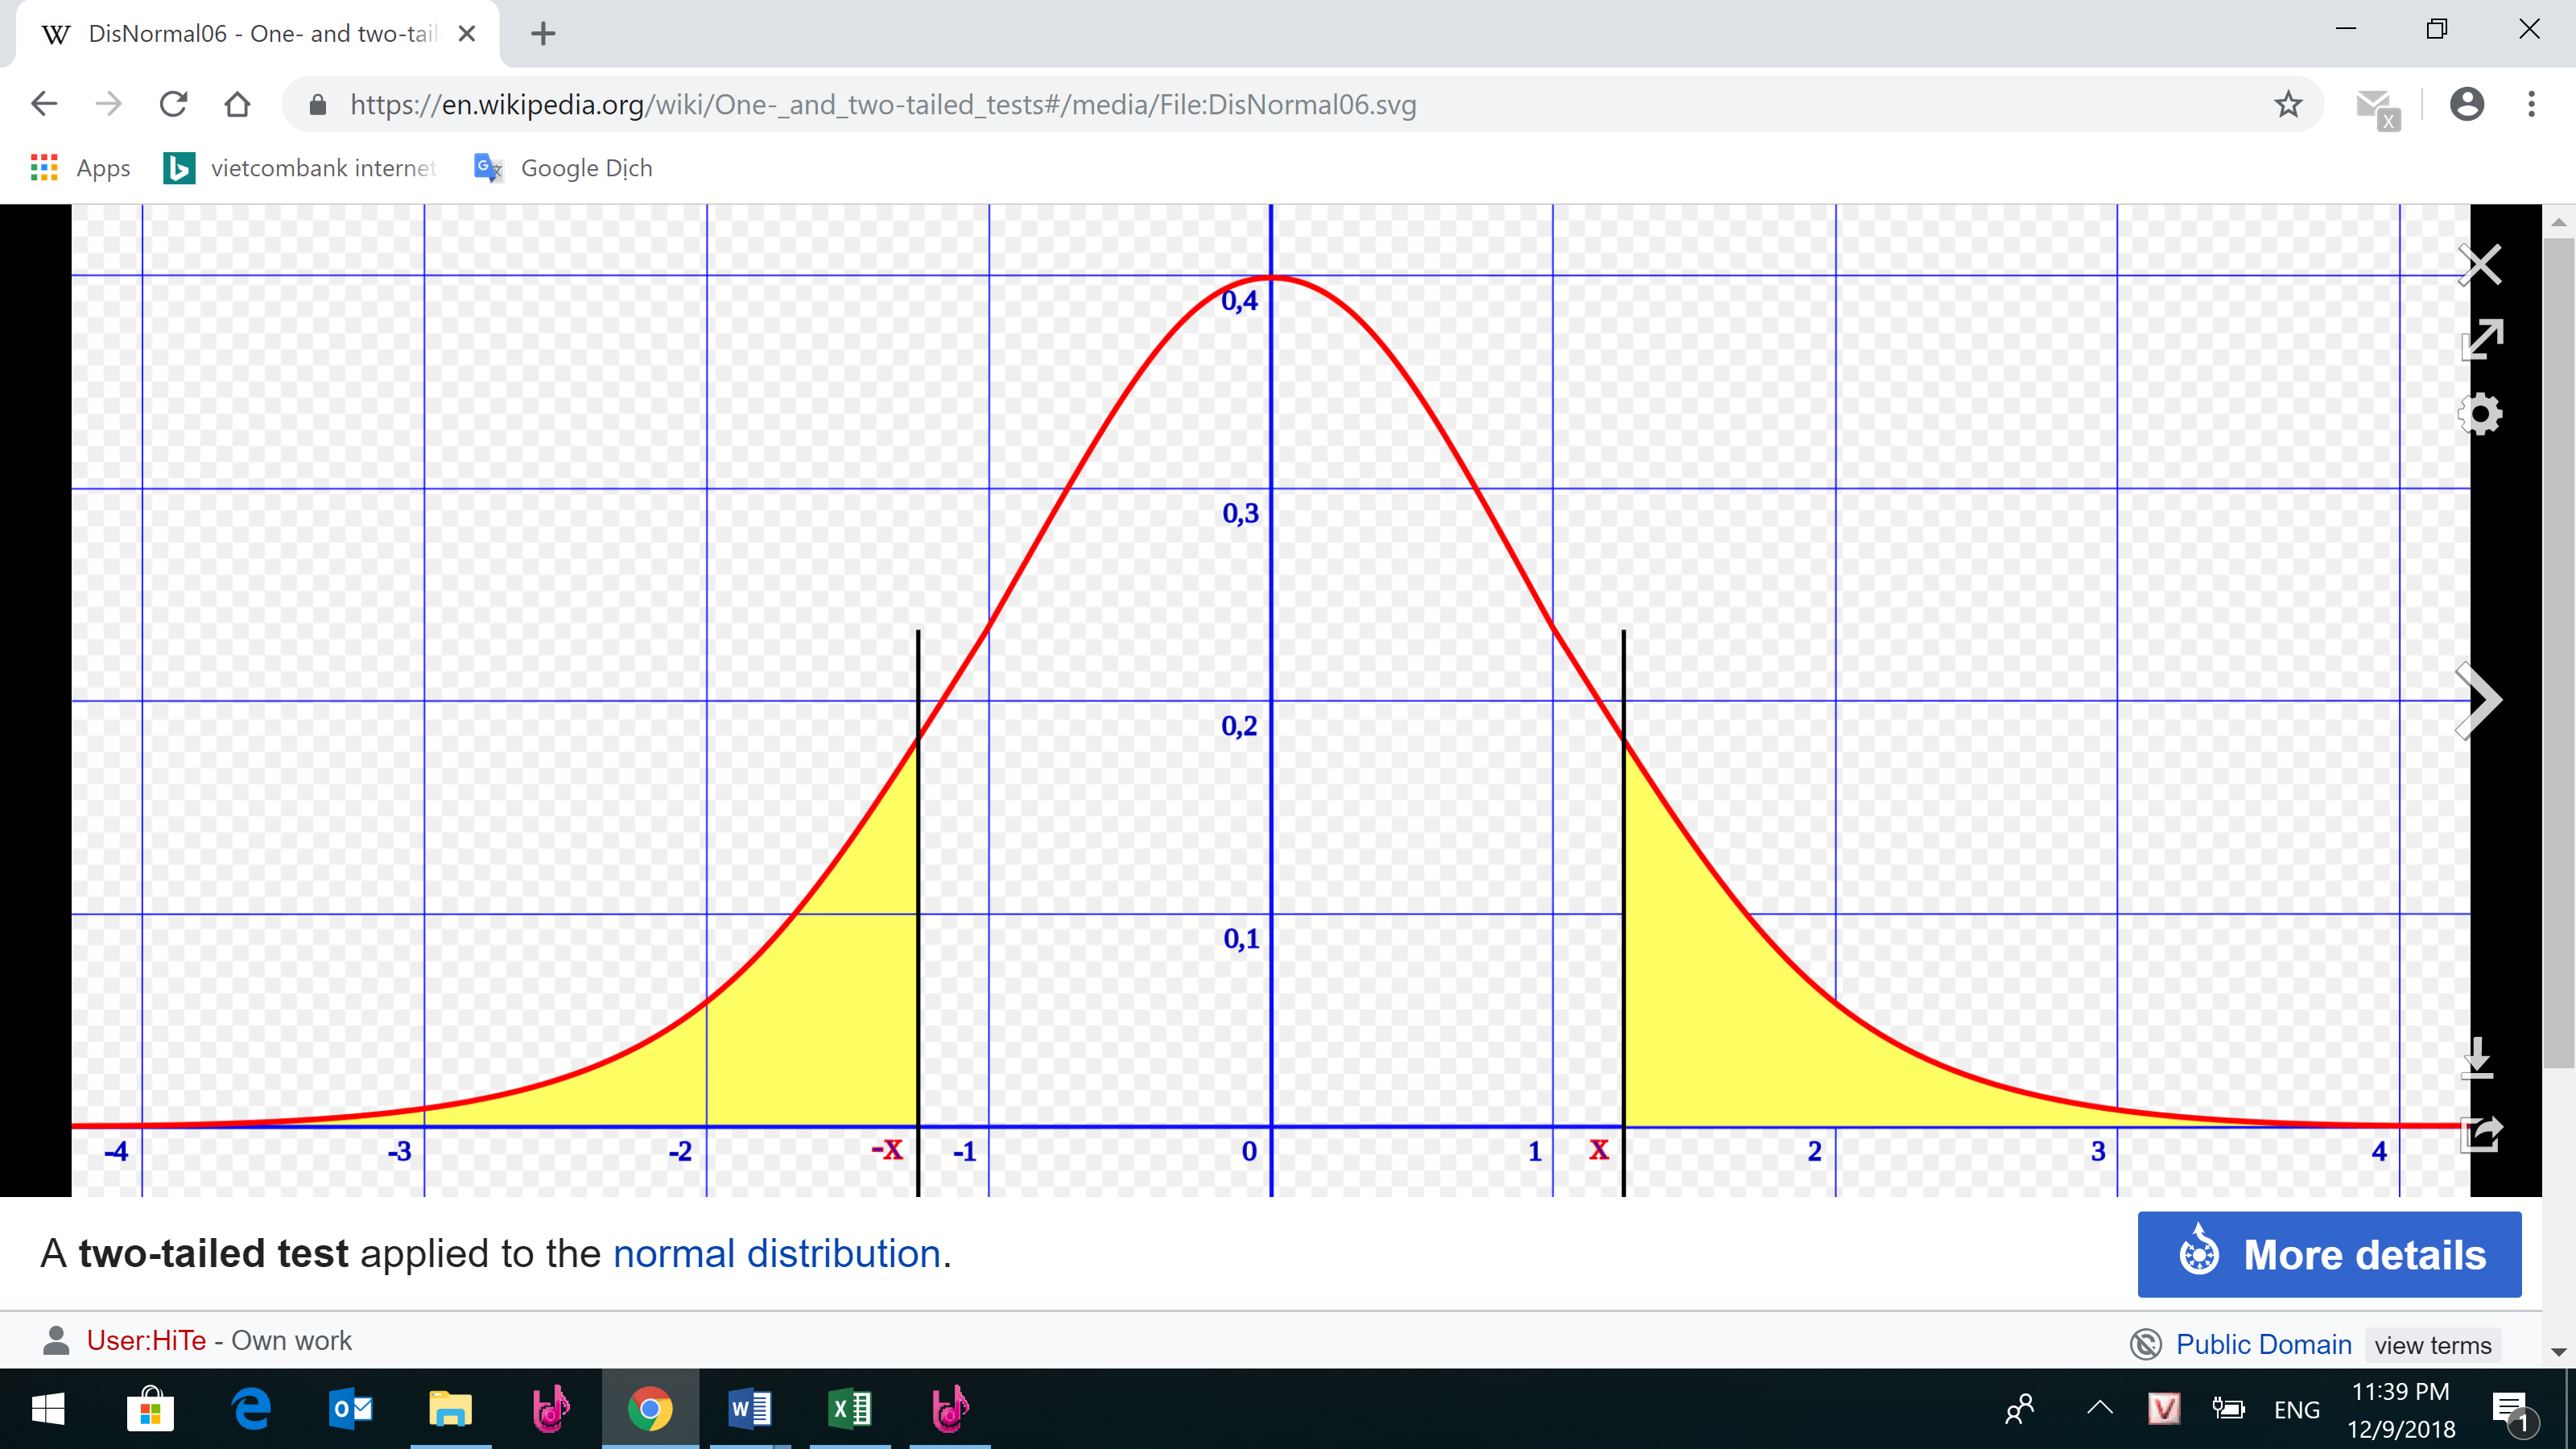 DisNormal06 - One- and two-tail
https://en.wikipedia.org/wiki/One-_and_two-tailed_tests#/media/File:DisNormal06.svg
X
Apps
vietcombank internet
Google Dịch
0,4
0,3
0,2
0,1
-4 -3 -2 -X -1 0 1 X 2 3 4
A two-tailed test applied to the normal distribution.
More details
User:HiTe - Own work
Public Domain view terms
ENG
11:39 PM
12/9/2018
1